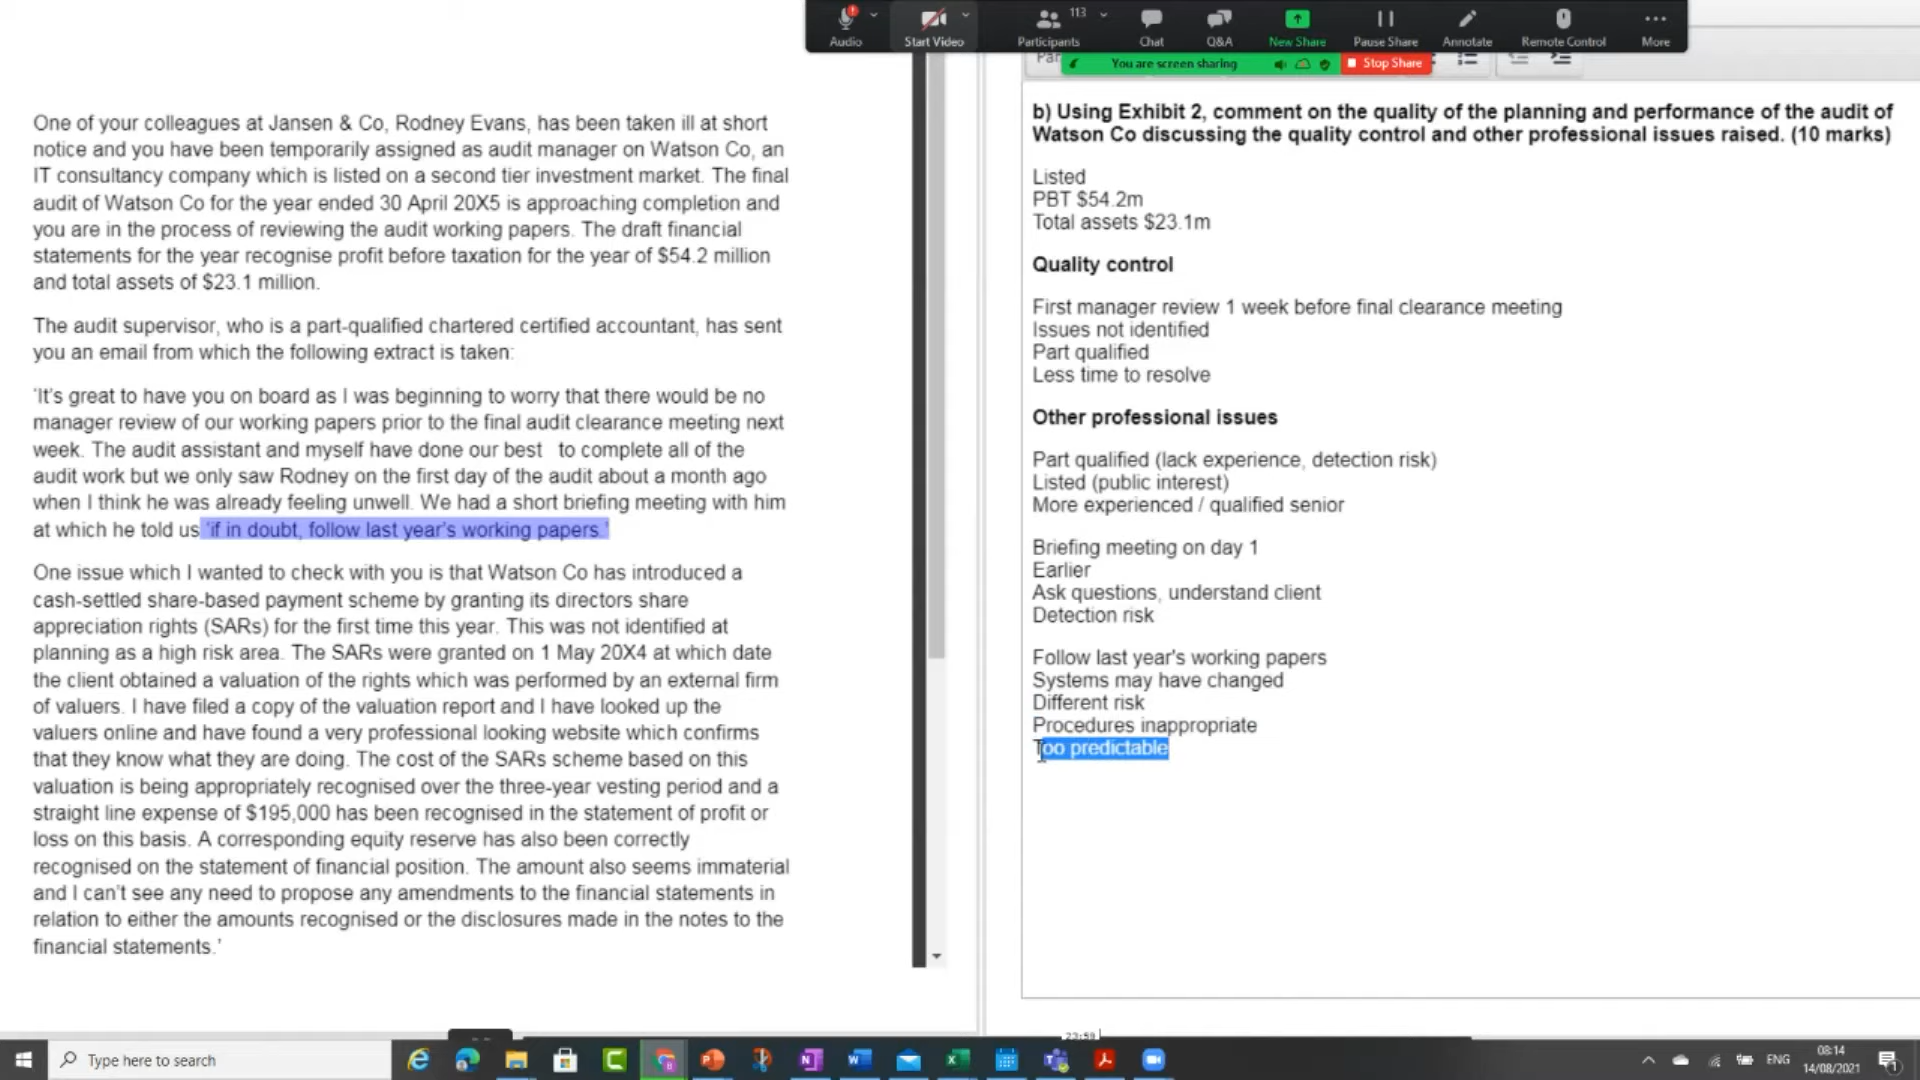 Audio
Start Video
Participants
113
Chat
Q&A
New Share
Pause Share
Annotate
Remote Control
More
You are screen sharing
Stop Share
One of your colleagues at Jansen & Co, Rodney Evans, has been taken ill at short
notice and you have been temporarily assigned as audit manager on Watson Co, an
IT consultancy company which is listed on a second tier investment market. The final
audit of Watson Co for the year ended 30 April 20X5 is approaching completion and
you are in the process of reviewing the audit working papers. The draft financial
statements for the year recognise profit before taxation for the year of $54.2 million
and total assets of $23.1 million.
The audit supervisor, who is a part-qualified chartered certified accountant, has sent
you an email from which the following extract is taken:
'It's great to have you on board as I was beginning to worry that there would be no
manager review of our working papers prior to the final audit clearance meeting next
week. The audit assistant and myself have done our best to complete all of the
audit work but we only saw Rodney on the first day of the audit about a month ago
when I think he was already feeling unwell. We had a short briefing meeting with him
at which he told us 'if in doubt, follow last year's working papers.'
One issue which I wanted to check with you is that Watson Co has introduced a
cash-settled share-based payment scheme by granting its directors share
appreciation rights (SARs) for the first time this year. This was not identified at
planning as a high risk area. The SARs were granted on 1 May 20X4 at which date
the client obtained a valuation of the rights which was performed by an external firm
of valuers. I have filed a copy of the valuation report and I have looked up the
valuers online and have found a very professional looking website which confirms
that they know what they are doing. The cost of the SARs scheme based on this
valuation is being appropriately recognised over the three-year vesting period and a
straight line expense of $195,000 has been recognised in the statement of profit or
loss on this basis. A corresponding equity reserve has also been correctly
recognised on the statement of financial position. The amount also seems immaterial
and I can't see any need to propose any amendments to the financial statements in
relation to either the amounts recognised or the disclosures made in the notes to the
financial statements.'
b) Using Exhibit 2, comment on the quality of the planning and performance of the audit of
Watson Co discussing the quality control and other professional issues raised. (10 marks)
Listed
PBT $54.2m
Total assets $23.1m
Quality control
First manager review 1 week before final clearance meeting
Issues not identified
Part qualified
Less time to resolve
Other professional issues
Part qualified (lack experience, detection risk)
Listed (public interest)
More experienced / qualified senior
Briefing meeting on day 1
Earlier
Ask questions, understand client
Detection risk
Follow last year's working papers
Systems may have changed
Different risk
Procedures inappropriate
Too predictable
Type here to search
ENG
08:14
14/08/2021